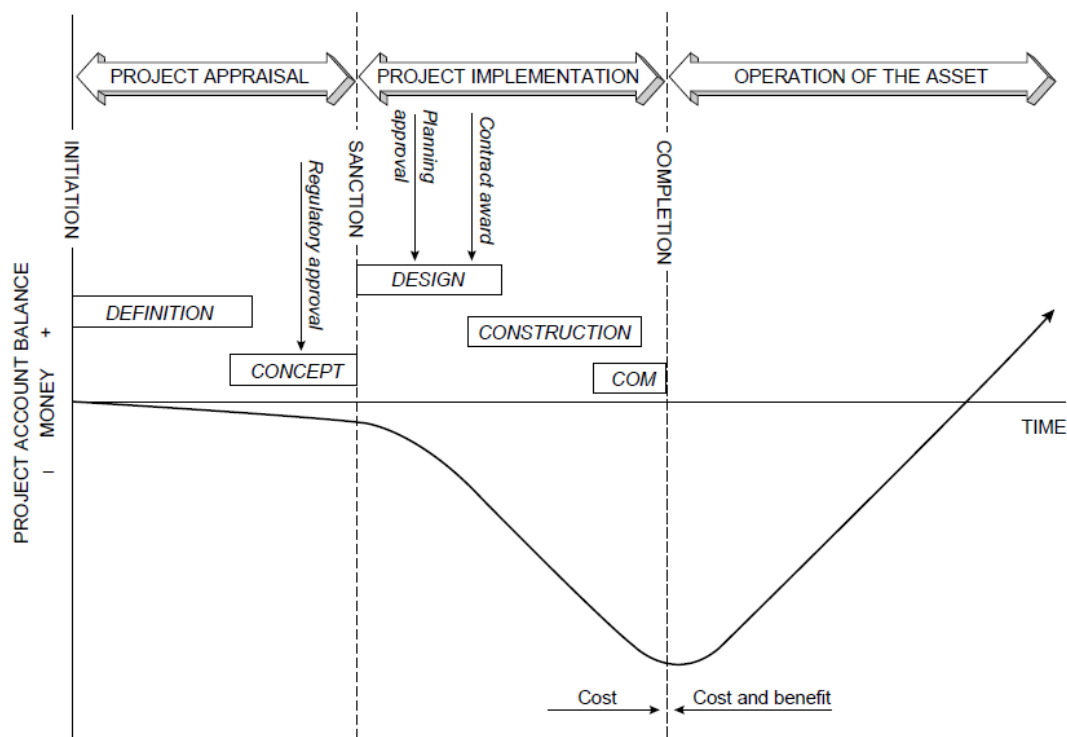 PROJECT APPRAISAL
PROJECT IMPLEMENTATION
OPERATION OF THE ASSET
INITIATION
Regulatory approval
SANCTION
Planning
approval
Contract award
COMPLETION
DESIGN
DEFINITION
CONSTRUCTION
CONCEPT
COM
PROJECT ACCOUNT BALANCE
– MONEY +
TIME
Cost
Cost and benefit